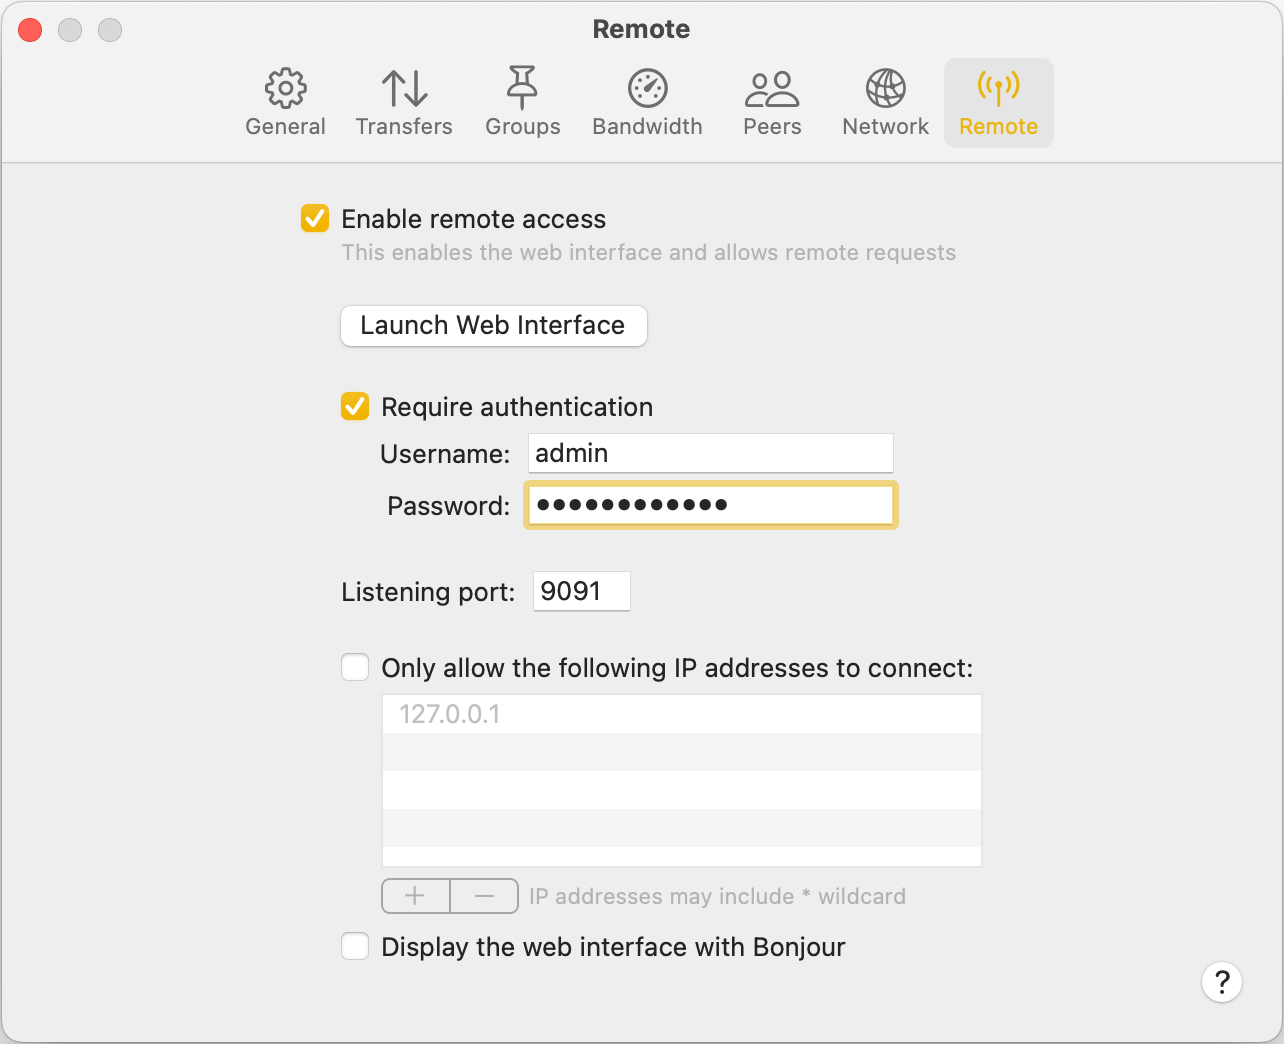 Remote
General Transfers Groups Bandwidth Peers Network Remote
Enable remote access
This enables the web interface and allows remote requests
Launch Web Interface
Require authentication
Username: admin
Password: ●●●●●●●●●●●●
Listening port: 9091
Only allow the following IP addresses to connect:
127.0.0.1
+ − IP addresses may include * wildcard
Display the web interface with Bonjour
?